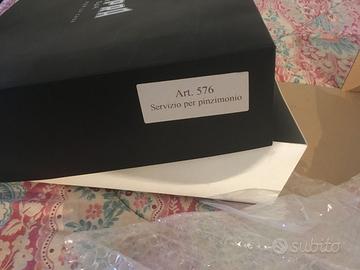 Art. 576
Servizio per pinzimonio
subito